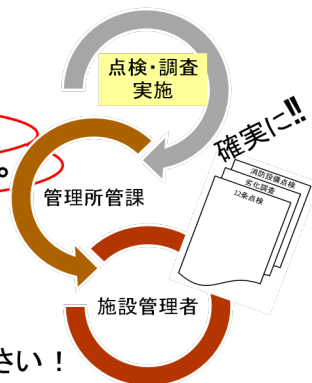 点検・調査
実施
確実に!!
。
消防設備点検
劣化調査
12条点検
管理所管課
施設管理者
さい！